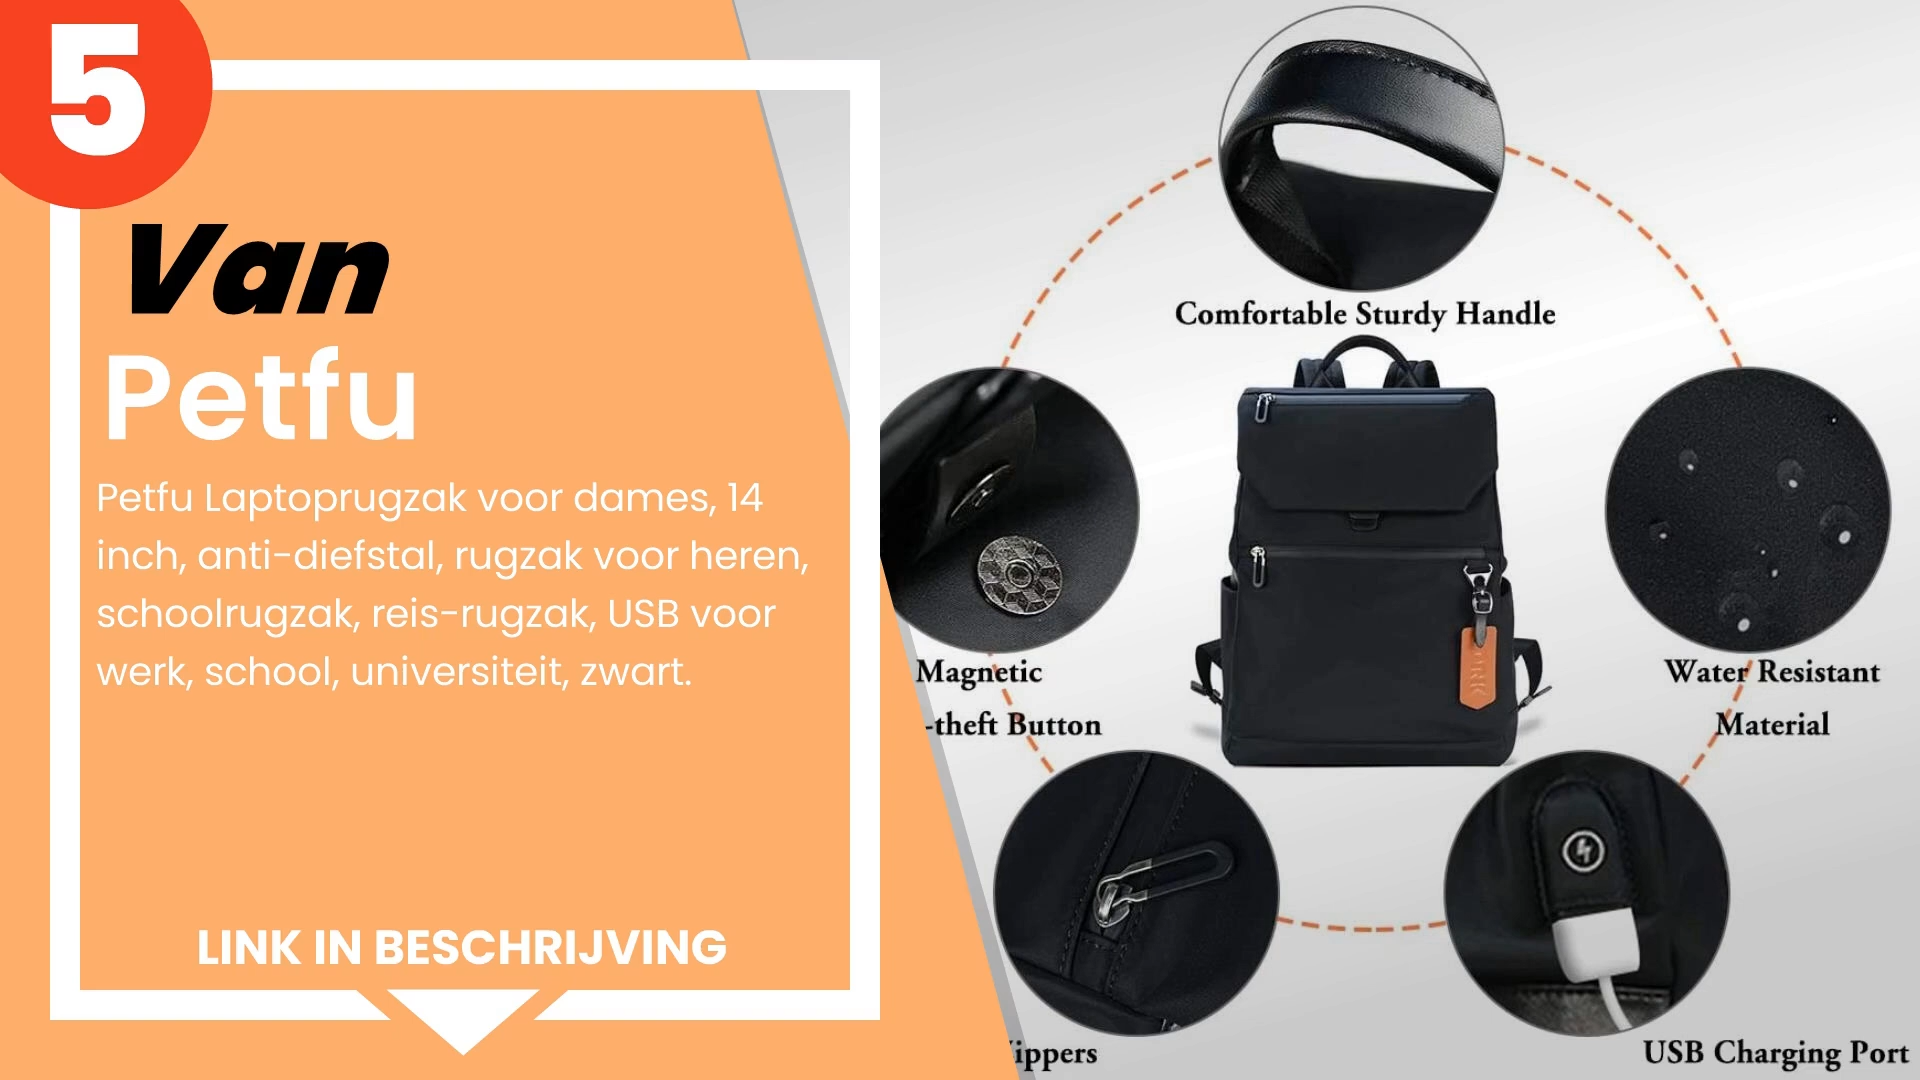 5
Van
Petfu
Petfu Laptoprugzak voor dames, 14
inch, anti-diefstal, rugzak voor heren,
schoolrugzak, reis-rugzak, USB voor
werk, school, universiteit, zwart.
LINK IN BESCHRIJVING
Comfortable Sturdy Handle
Magnetic
-theft Button
Water Resistant
Material
ippers
USB Charging Port